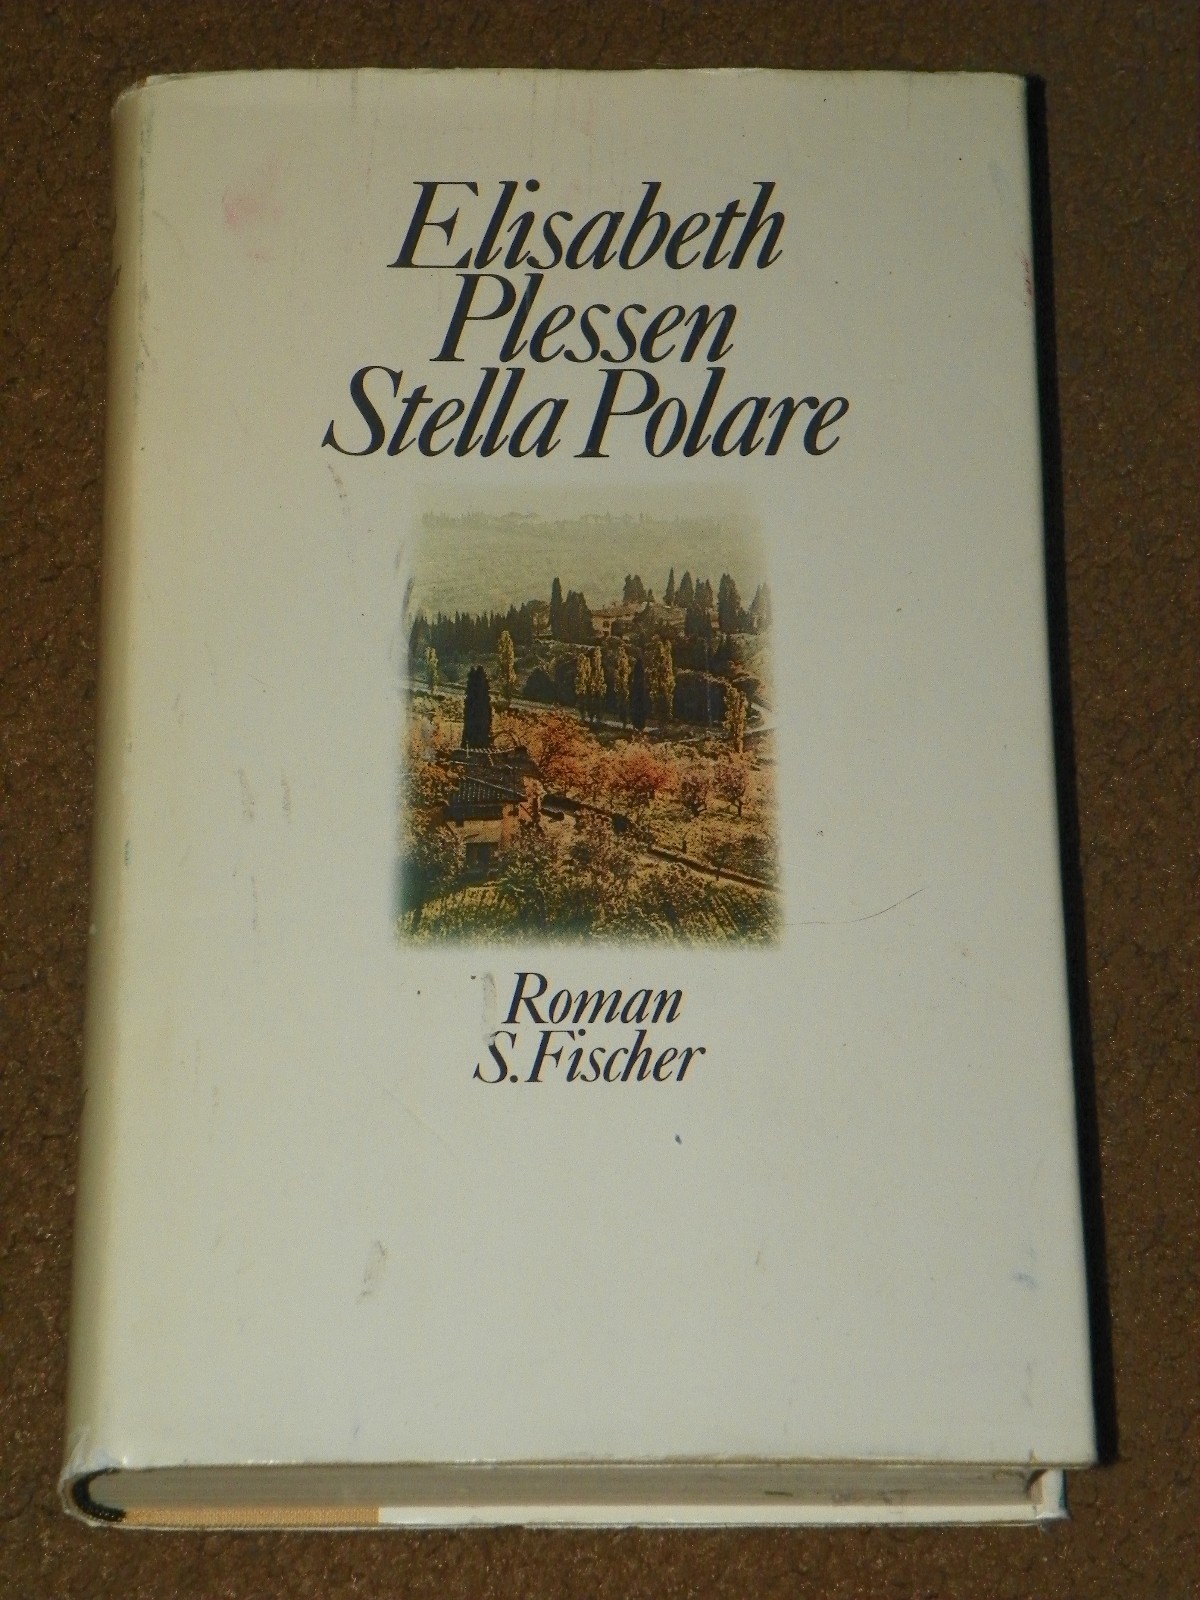 Elisabeth
Plessen
Stella Polare
Roman
S. Fischer